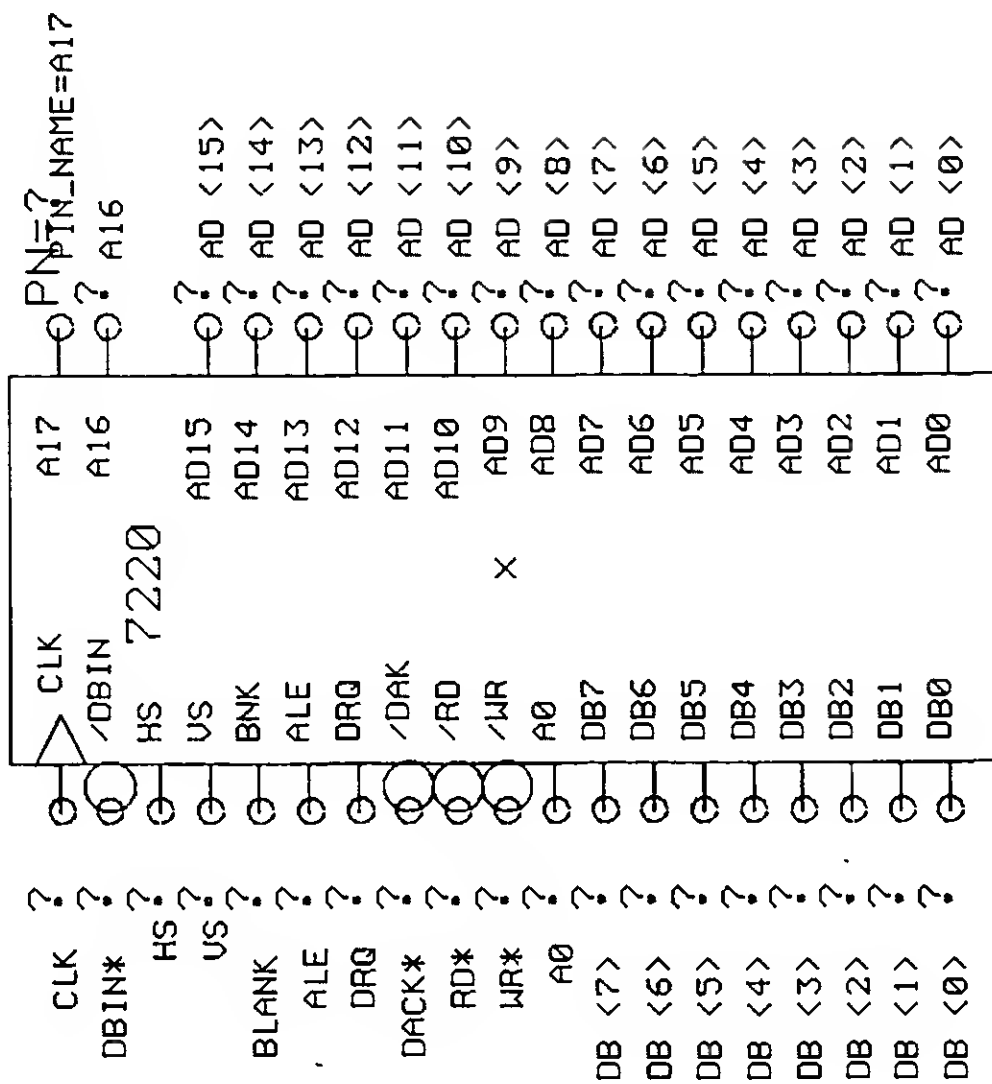 PN=?
CLK ? CLK A17 PIN_NAME=A17
DBIN* ? /DBIN A16 ? A16
HS ? HS
7220
VS ? VS AD15 ? AD <15>
BLANK ? BNK AD14 ? AD <14>
ALE ? ALE AD13 ? AD <13>
DRQ ? DRQ AD12 ? AD <12>
DACK* ? /DAK AD11 ? AD <11>
RD* ? /RD AD10 ? AD <10>
WR* ? /WR AD9 ? AD <9>
A0 ? A0 AD8 ? AD <8>
DB <7> ? DB7 AD7 ? AD <7>
DB <6> ? DB6 AD6 ? AD <6>
DB <5> ? DB5 AD5 ? AD <5>
DB <4> ? DB4 AD4 ? AD <4>
DB <3> ? DB3 AD3 ? AD <3>
DB <2> ? DB2 AD2 ? AD <2>
DB <1> ? DB1 AD1 ? AD <1>
DB <0> ? DB0 AD0 ? AD <0>